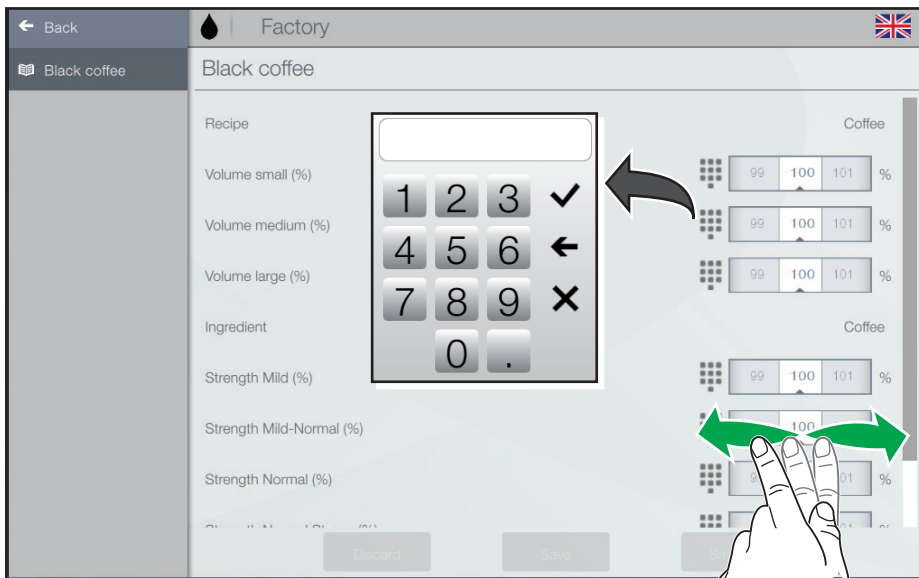 Back
Factory
Black coffee
Black coffee
Recipe
Coffee
Volume small (%)
99 100 101 %
Volume medium (%)
99 100 101 %
Volume large (%)
99 100 101 %
Ingredient
Coffee
Strength Mild (%)
99 100 101 %
Strength Mild-Normal (%)
100
Strength Normal (%)
%
1 2 3
4 5 6
7 8 9
0 .
Discard
Save